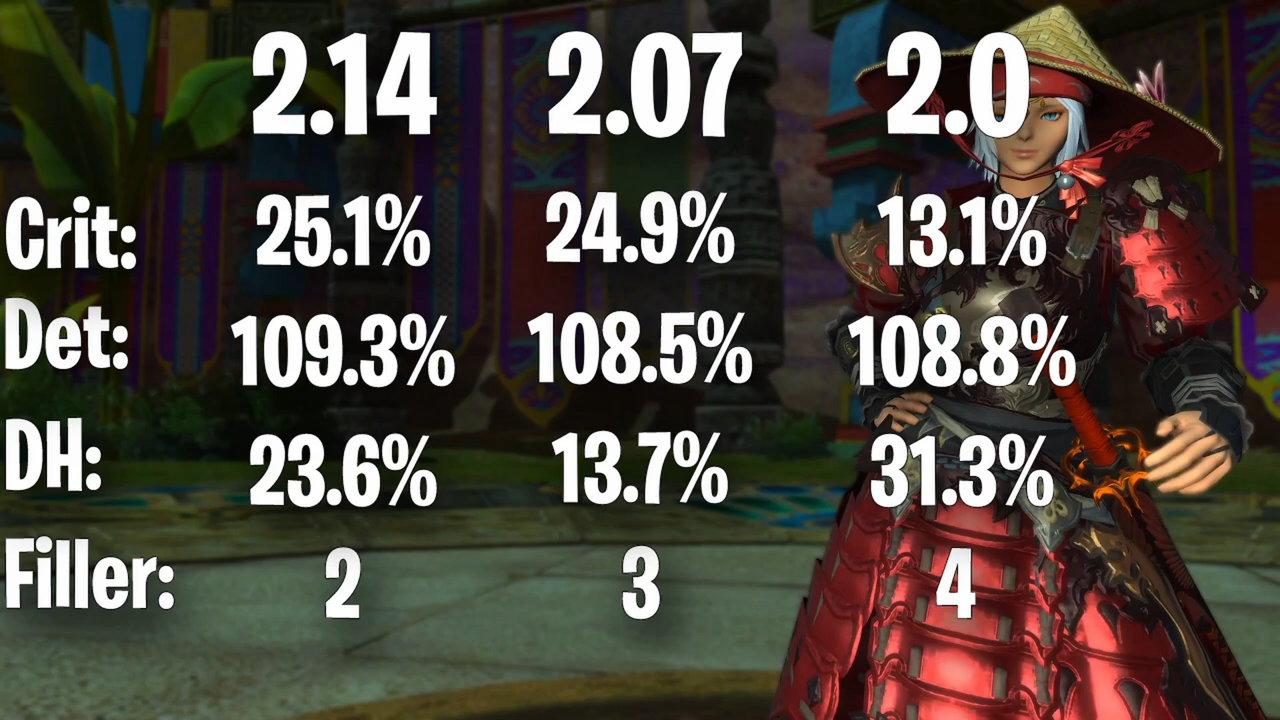 2.14 2.07 2.0
Crit: 25.1% 24.9% 13.1%
Det: 109.3% 108.5% 108.8%
DH: 23.6% 13.7% 31.3%
Filler: 2 3 4